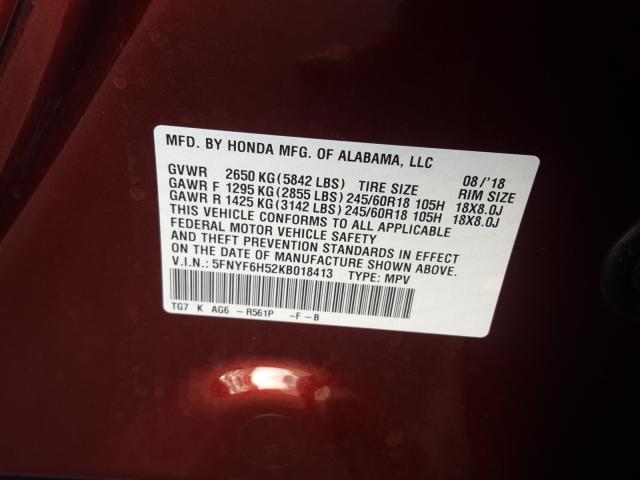 MFD. BY HONDA MFG. OF ALABAMA, LLC 08/'18
GVWR 2650 KG(5842 LBS) TIRE SIZE RIM SIZE
GAWR F 1295 KG(2855 LBS) 245/60R18 105H 18X8.0J
GAWR R 1425 KG(3142 LBS) 245/60R18 105H 18X8.0J
THIS VEHICLE CONFORMS TO ALL APPLICABLE
FEDERAL MOTOR VEHICLE SAFETY
AND THEFT PREVENTION STANDARDS IN EFFECT
ON THE DATE OF MANUFACTURE SHOWN ABOVE.
V.I.N.: 5FNYF6H52KB018413 TYPE: MPV
TG7 K AG6 -R561P -F-B